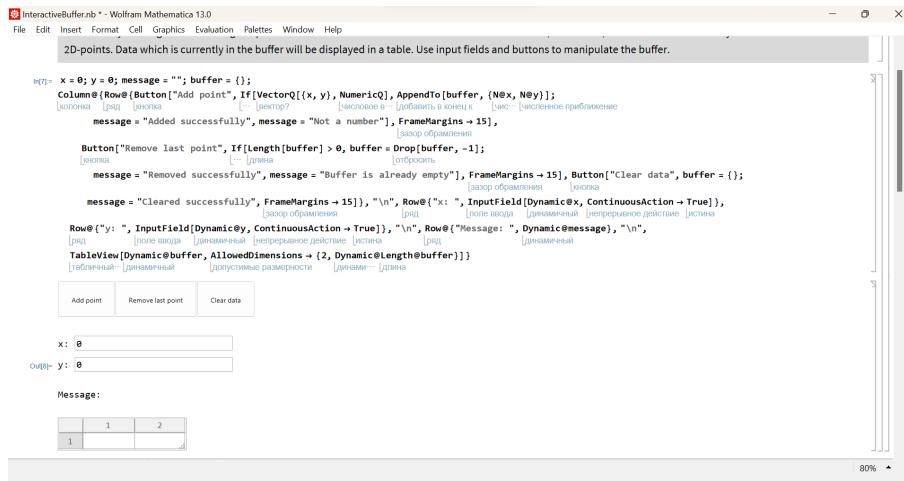 InteractiveBuffer.nb * - Wolfram Mathematica 13.0
File Edit Insert Format Cell Graphics Evaluation Palettes Window Help
2D-points. Data which is currently in the buffer will be displayed in a table. Use input fields and buttons to manipulate the buffer.
In[7]:= x = 0; y = 0; message = ""; buffer = {};
Column@{Row@{Button["Add point", If[VectorQ[{x, y}, NumericQ], AppendTo[buffer, {N@x, N@y}];
колонка ряд кнопка ⋯ вектор? числовое в⋯ добавить в конец к чис⋯ численное приближение
message = "Added successfully", message = "Not a number"], FrameMargins → 15],
зазор обрамления
Button["Remove last point", If[Length[buffer] > 0, buffer = Drop[buffer, -1];
кнопка ⋯ длина отбросить
message = "Removed successfully", message = "Buffer is already empty"], FrameMargins → 15], Button["Clear data", buffer = {};
зазор обрамления кнопка
message = "Cleared successfully", FrameMargins → 15]}, "\n", Row@{"x: ", InputField[Dynamic@x, ContinuousAction → True]},
зазор обрамления ряд поле ввода динамичный непрерывное действие истина
Row@{"y: ", InputField[Dynamic@y, ContinuousAction → True]}, "\n", Row@{"Message: ", Dynamic@message}, "\n",
ряд поле ввода динамичный непрерывное действие истина ряд динамичный
TableView[Dynamic@buffer, AllowedDimensions → {2, Dynamic@Length@buffer}]}
табличный⋯ динамичный допустимые размерности динами⋯ длина
Add point Remove last point Clear data
x: 0
Out[8]= y: 0
Message:
1 2
1
80%